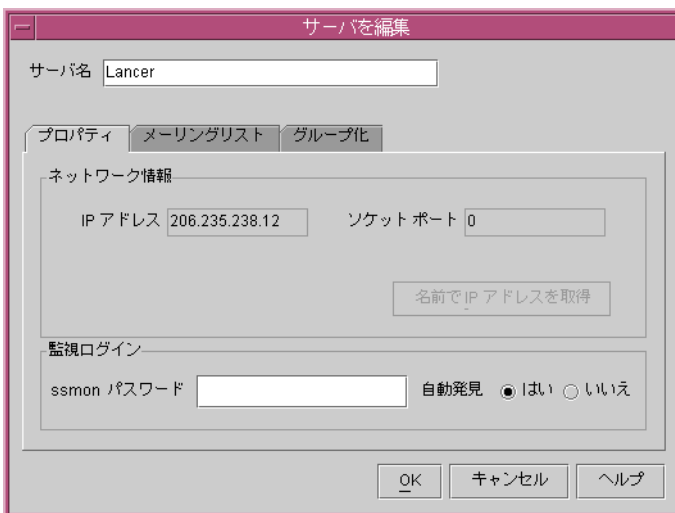 サーバを編集
サーバ名 Lancer
プロパティ メーリングリスト グループ化
ネットワーク情報
IP アドレス 206.235.238.12 ソケット ポート 0
名前で IP アドレスを取得
監視ログイン
ssmon パスワード 自動発見 はい いいえ
OK キャンセル ヘルプ